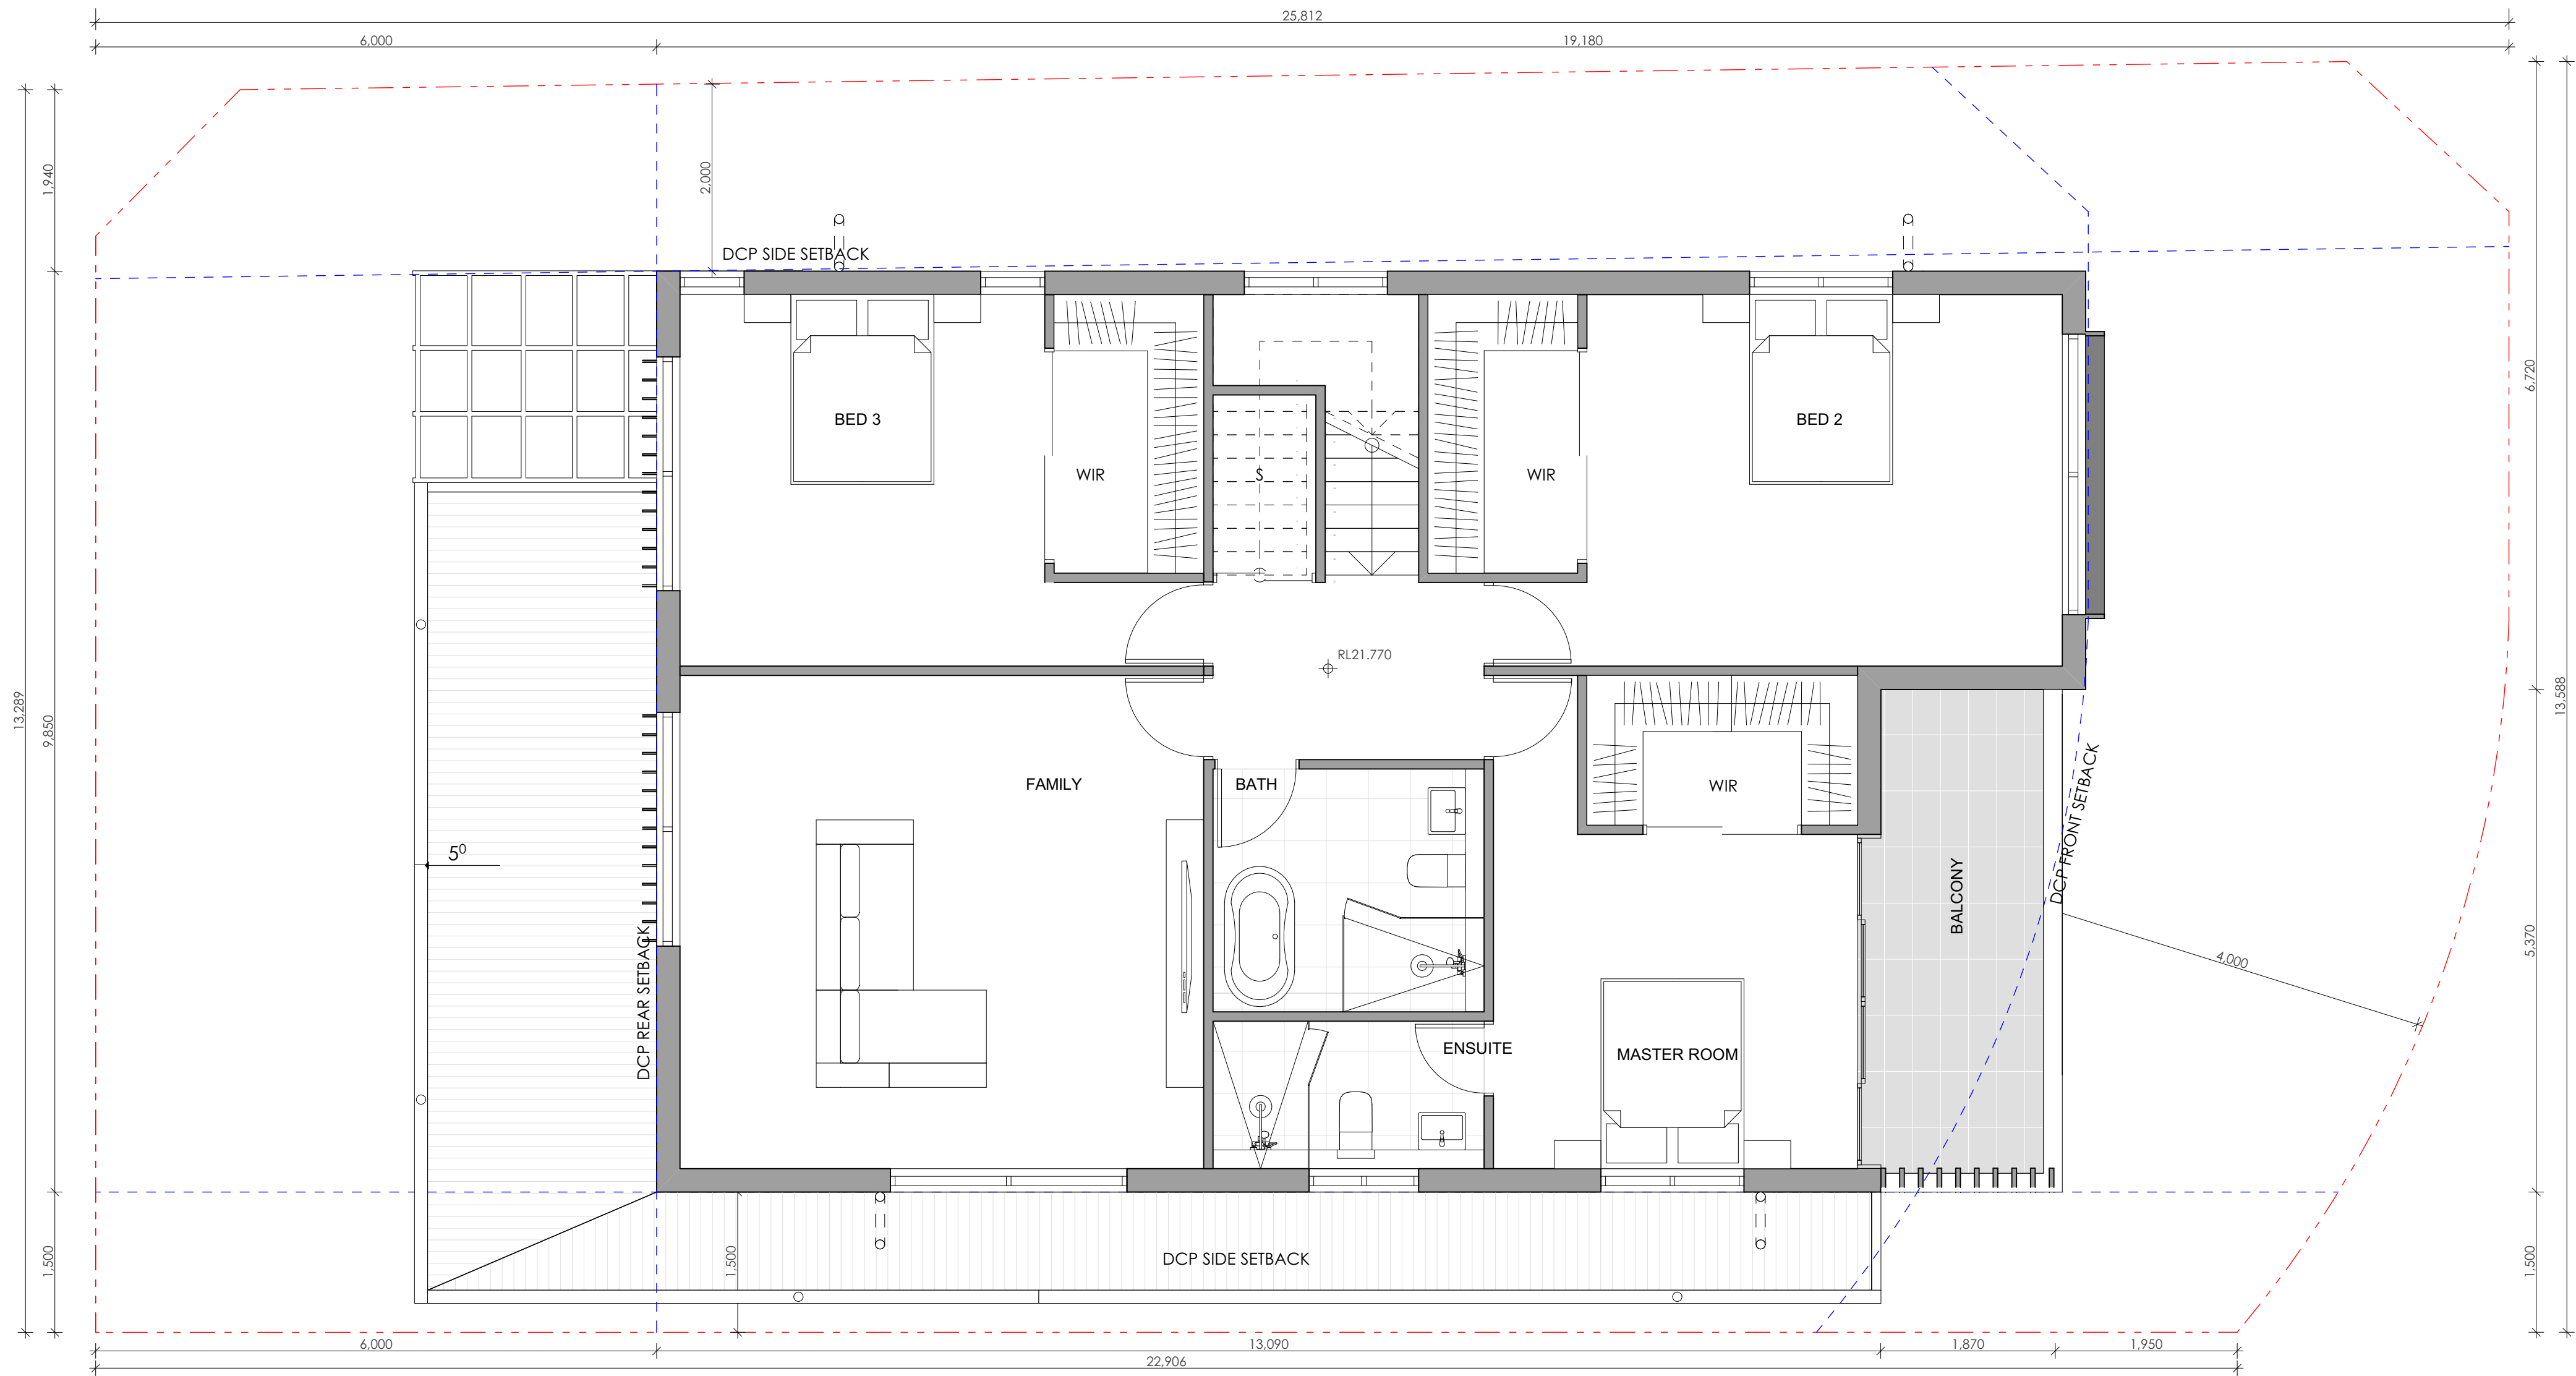 25,812
6,000
19,180
1,940
2,000
DCP SIDE SETBACK
6,720
BED 3
BED 2
WIR
S
WIR
RL21.770
13,289
9,850
13,588
FAMILY
BATH
WIR
DCP FRONT SETBACK
5⁰
BALCONY
5,370
4,000
DCP REAR SETBACK
ENSUITE
MASTER ROOM
1,500
1,500
DCP SIDE SETBACK
1,500
6,000
13,090
1,870
1,950
22,906